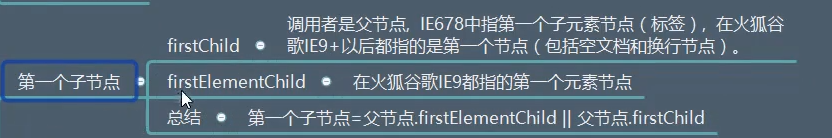 调用者是父节点, IE678中指第一个子元素节点（标签），在火狐谷
firstChild
歌IE9+以后都指的是第一个节点（包括空文档和换行节点）。
第一个子节点
firstElementChild
在火狐谷歌IE9都指的第一个元素节点
总结
第一个子节点=父节点.firstElementChild || 父节点.firstChild